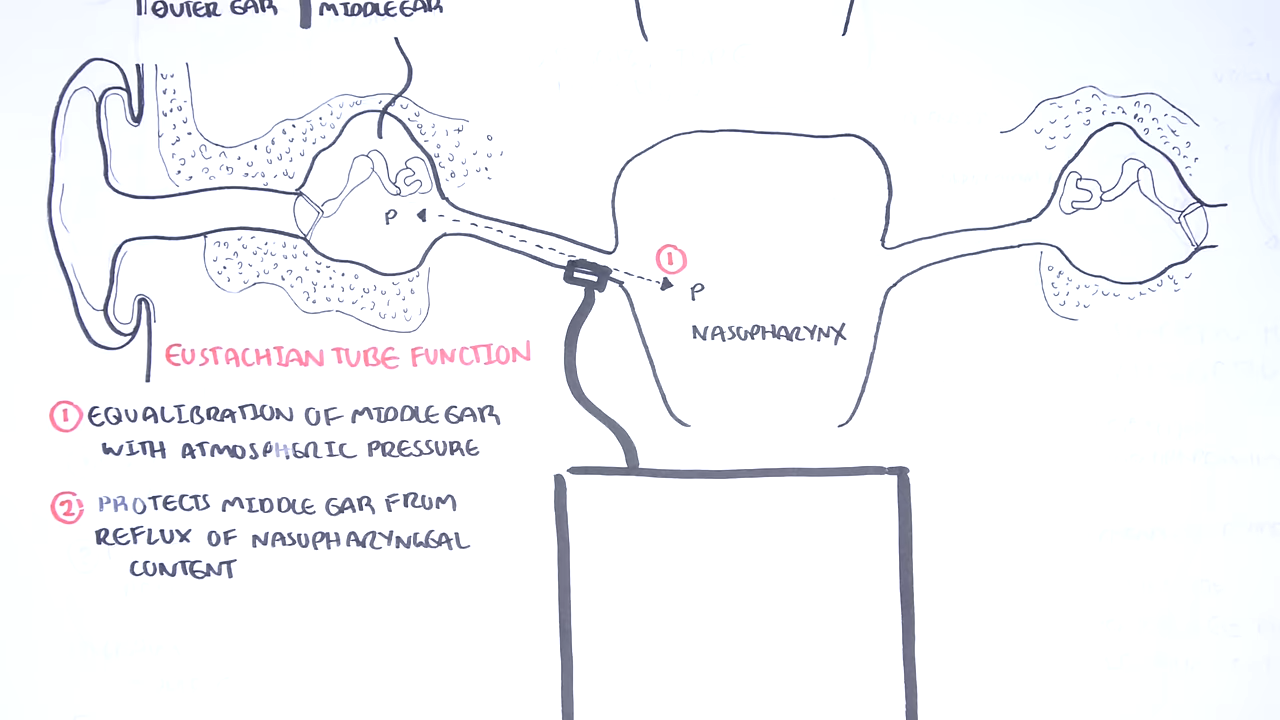 OUTER EAR
MIDDLE EAR
P
1
P
NASOPHARYNX
EUSTACHIAN TUBE FUNCTION
1 EQUALIBRATION OF MIDDLE EAR
WITH ATMOSPHERIC PRESSURE
2 PROTECTS MIDDLE EAR FROM
REFLUX OF NASOPHARYNGEAL
CONTENT